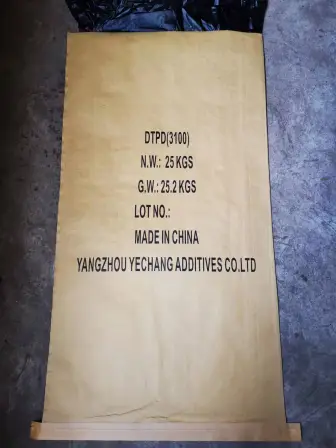 DTPD(3100)
N.W.: 25 KGS
G.W.: 25.2 KGS
LOT NO.:
MADE IN CHINA
YANGZHOU YECHANG ADDITIVES CO.LTD